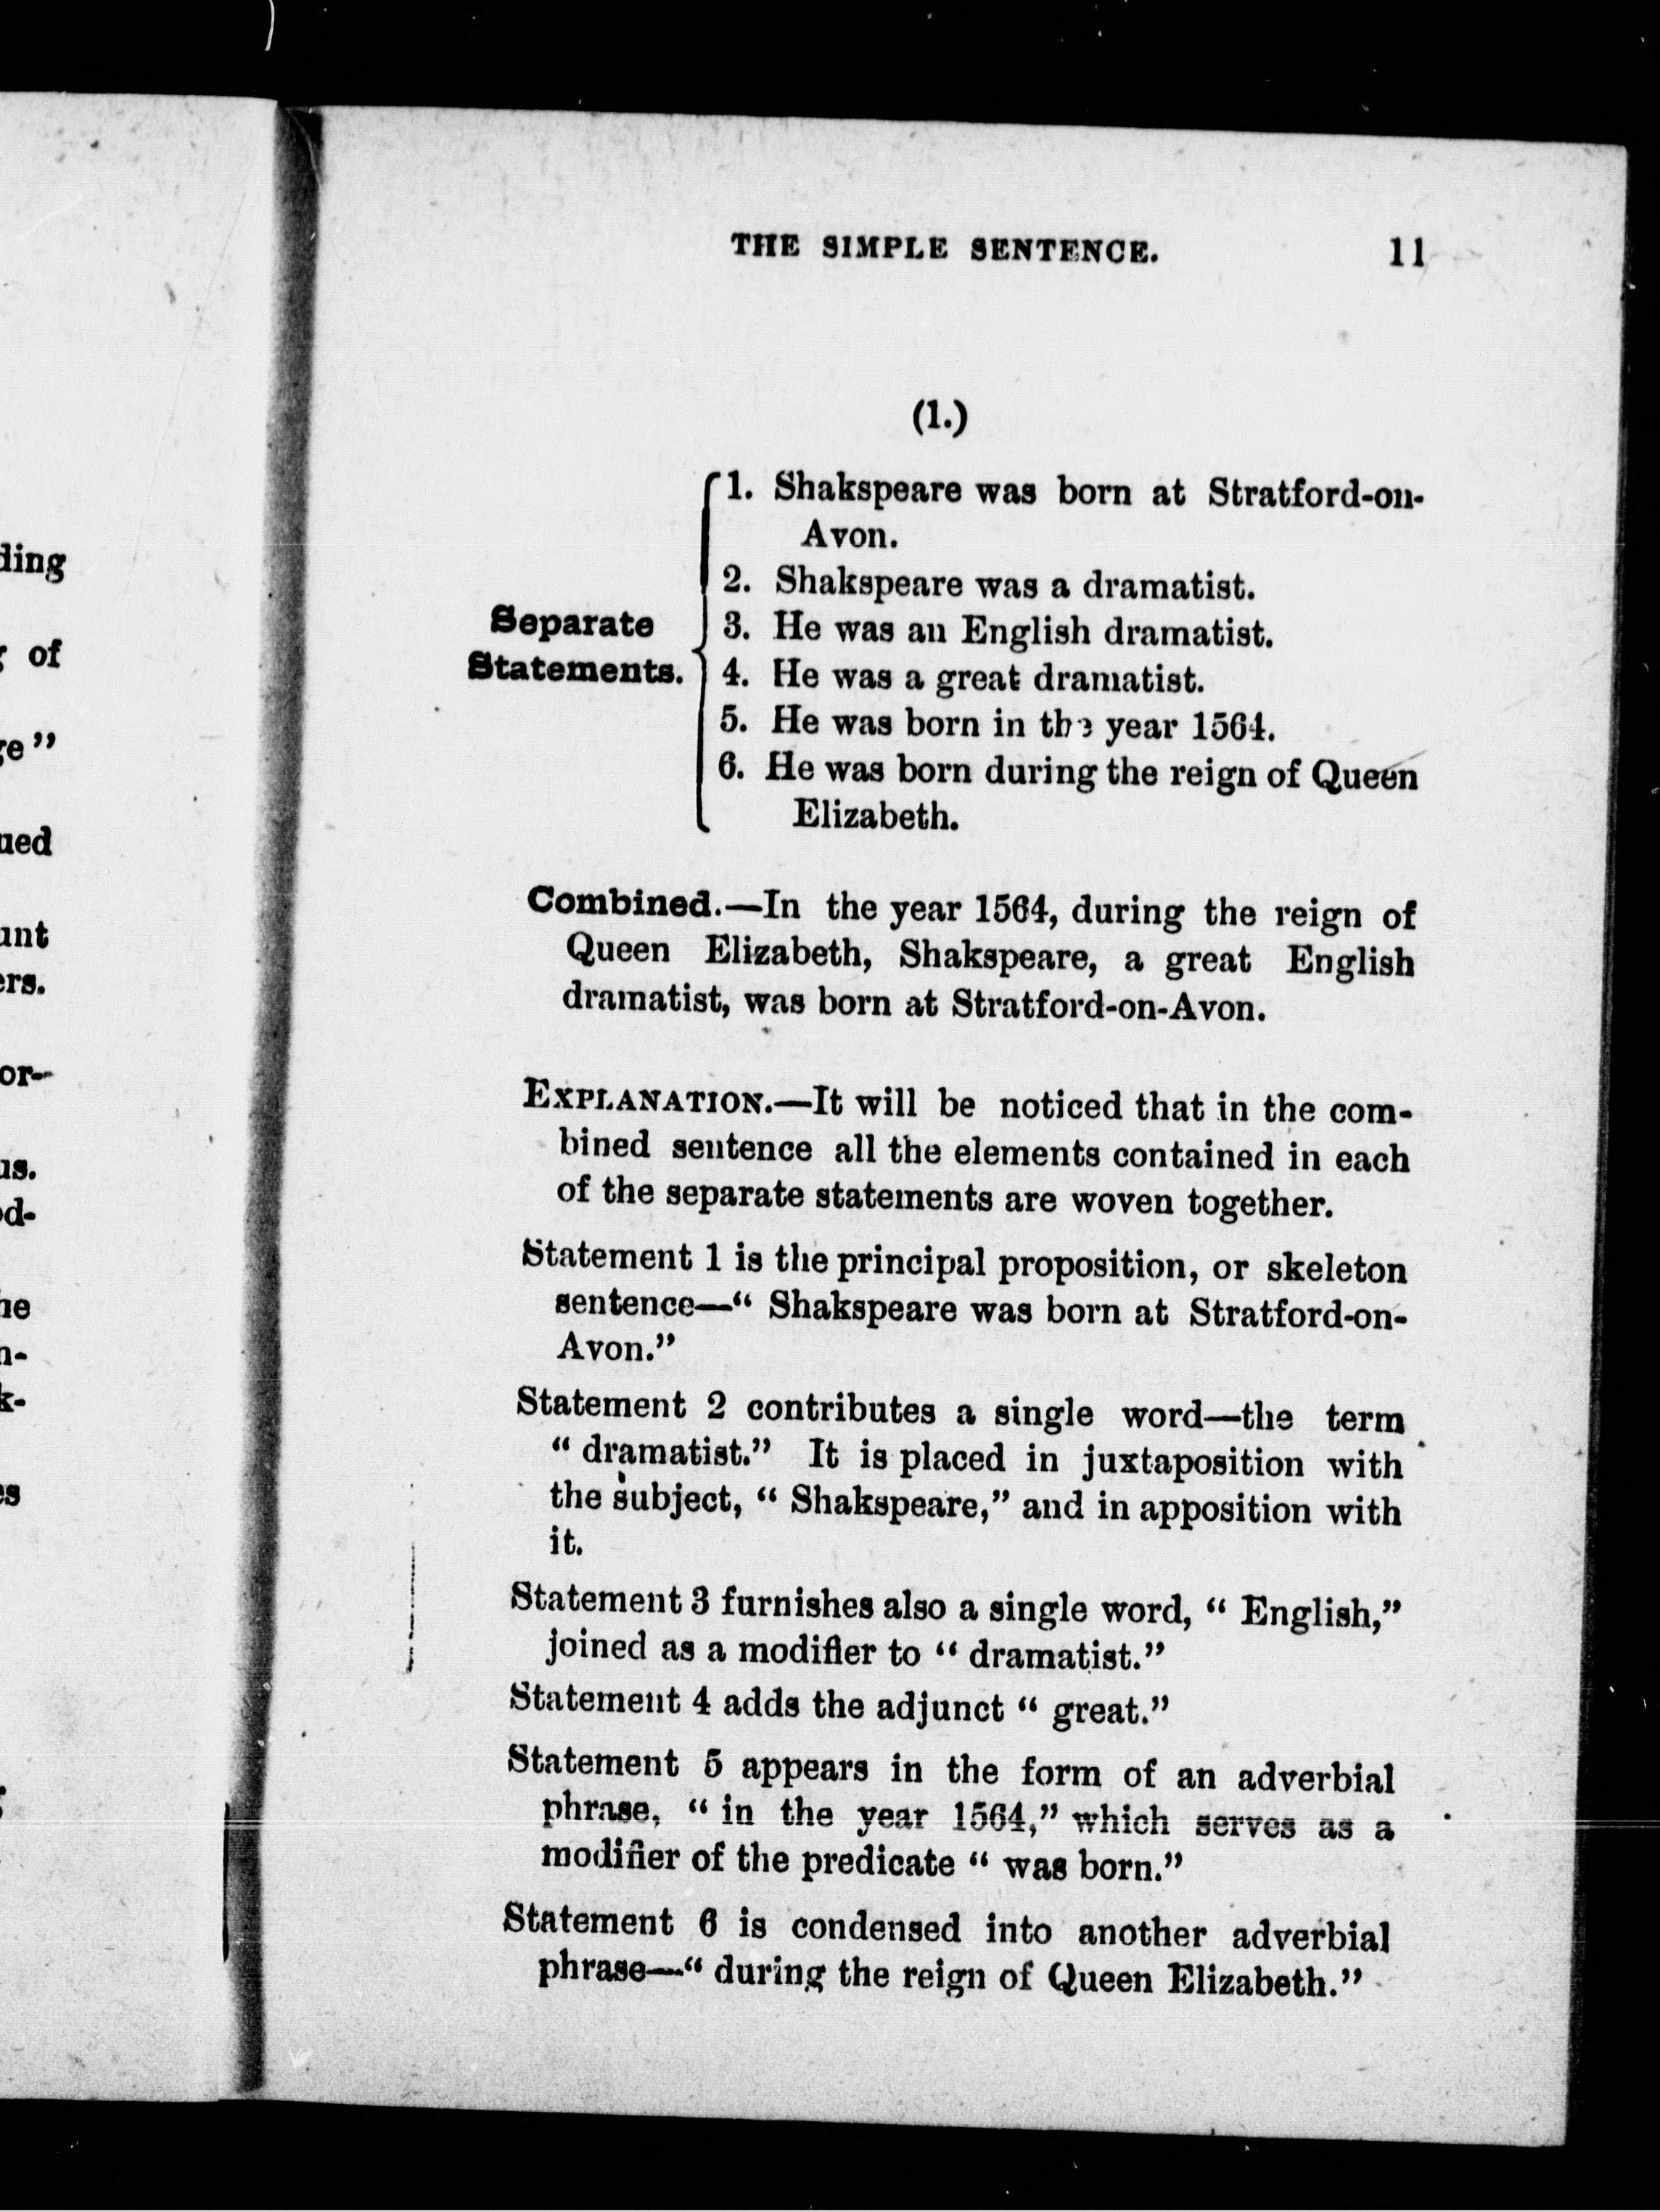 THE SIMPLE SENTENCE. 11
(1.)
1. Shakspeare was born at Stratford-on-
Avon.
2. Shakspeare was a dramatist.
Separate
Statements.
3. He was an English dramatist.
4. He was a great dramatist.
5. He was born in the year 1564.
6. He was born during the reign of Queen
Elizabeth.
Combined.—In the year 1564, during the reign of
Queen Elizabeth, Shakspeare, a great English
dramatist, was born at Stratford-on-Avon.
EXPLANATION.—It will be noticed that in the com-
bined sentence all the elements contained in each
of the separate statements are woven together.
Statement 1 is the principal proposition, or skeleton
sentence—“ Shakspeare was born at Stratford-on-
Avon.”
Statement 2 contributes a single word—the term
“ dramatist.” It is placed in juxtaposition with
the subject, “ Shakspeare,” and in apposition with
it.
Statement 3 furnishes also a single word, “ English,”
joined as a modifier to “ dramatist.”
Statement 4 adds the adjunct “ great.”
Statement 5 appears in the form of an adverbial
phrase, “ in the year 1564,” which serves as a
modifier of the predicate “ was born.”
Statement 6 is condensed into another adverbial
phrase—“ during the reign of Queen Elizabeth.”